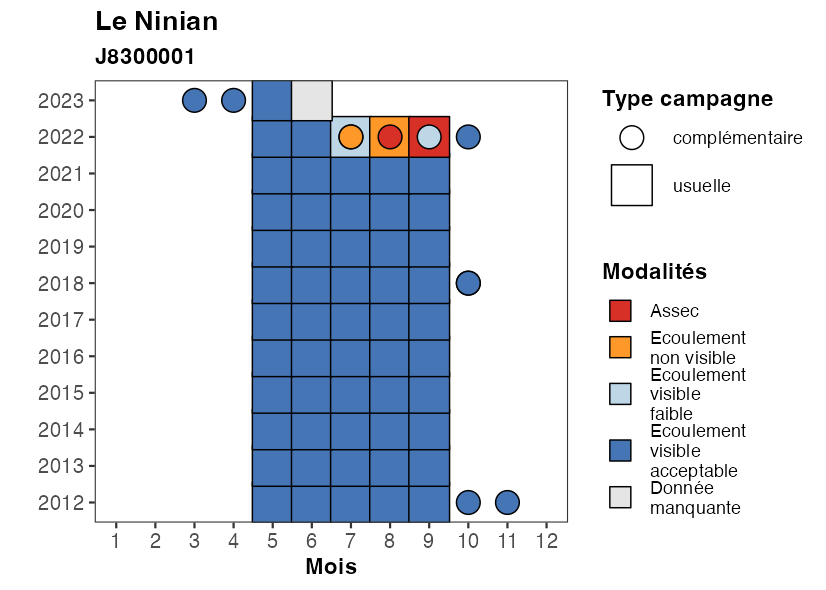 Le Ninian
J8300001
2023
2022
2021
2020
2019
2018
2017
2016
2015
2014
2013
2012
1 2 3 4 5 6 7 8 9 10 11 12
Mois
Type campagne
complémentaire
usuelle
Modalités
Assec
Ecoulement
non visible
Ecoulement
visible
faible
Ecoulement
visible
acceptable
Donnée
manquante